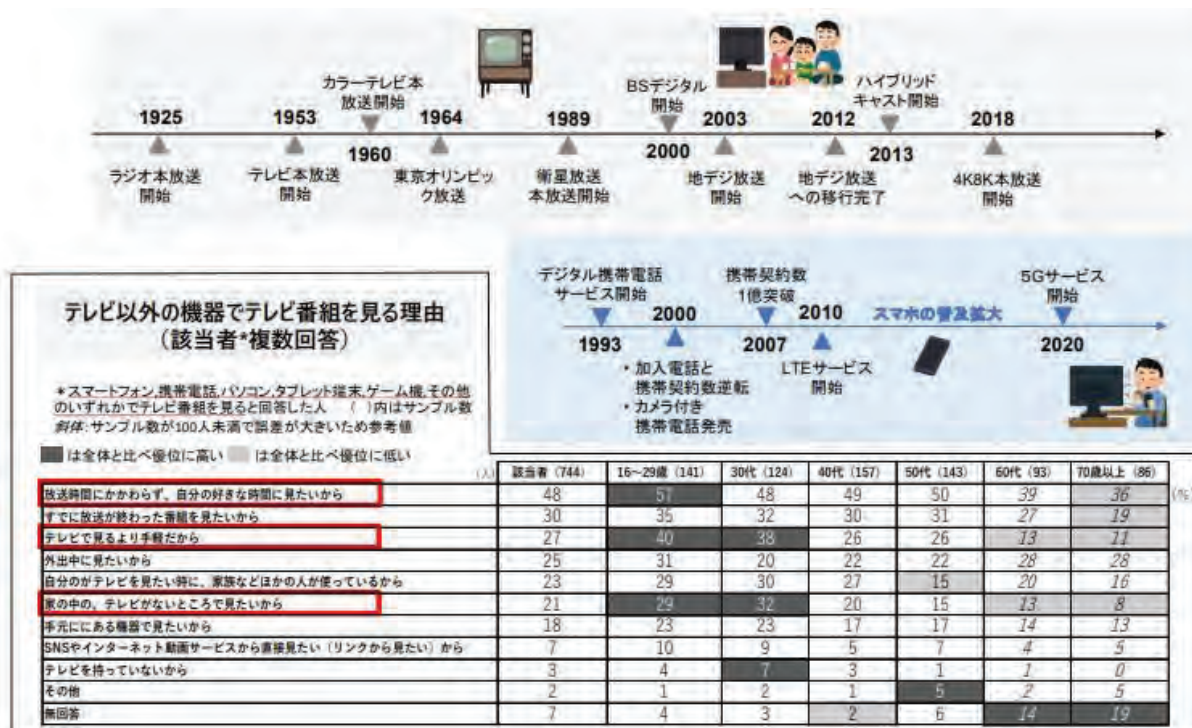 カラーテレビ本
放送開始
BSデジタル
開始
ハイブリッド
キャスト開始
1925 1953 1964 1989 2003 2012 2018
1960 2000 2013
ラジオ本放送
開始
テレビ本放送
開始
東京オリンピッ
ク放送
衛星放送
本放送開始
地デジ放送
開始
地デジ放送
への移行完了
4K8K本放送
開始
デジタル携帯電話
サービス開始
携帯契約数
1億突破
5Gサービス
開始
2000 2010 スマホの普及拡大
1993 2007 2020
・加入電話と
携帯契約数逆転
・カメラ付き
携帯電話発売
LTEサービス
開始
テレビ以外の機器でテレビ番組を見る理由
(該当者*複数回答)
*スマートフォン,携帯電話,パソコン,タブレット端末,ゲーム機,その他
のいずれかでテレビ番組を見ると回答した人 ( )内はサンプル数
斜体:サンプル数が100人未満で誤差が大きいため参考値
は全体と比べ優位に高い は全体と比べ優位に低い
(人) 該当者(744) 16~29歳(141) 30代(124) 40代(157) 50代(143) 60代(93) 70歳以上(86)
放送時間にかかわらず、自分の好きな時間に見たいから 48 57 48 49 50 39 36 (%)
すでに放送が終わった番組を見たいから 30 35 32 30 31 27 19
テレビで見るより手軽だから 27 40 38 26 26 13 11
外出中に見たいから 25 31 20 22 22 28 28
自分のがテレビを見たい時に、家族などほかの人が使っているから 23 29 30 27 15 20 16
家の中の、テレビがないところで見たいから 21 29 32 20 15 13 8
手元ににある機器で見たいから 18 23 23 17 17 14 13
SNSやインターネット動画サービスから直接見たい(リンクから見たい)から 7 10 9 5 7 4 5
テレビを持っていないから 3 4 7 3 1 1 0
その他 2 1 2 1 5 2 5
無回答 7 4 3 2 6 14 19